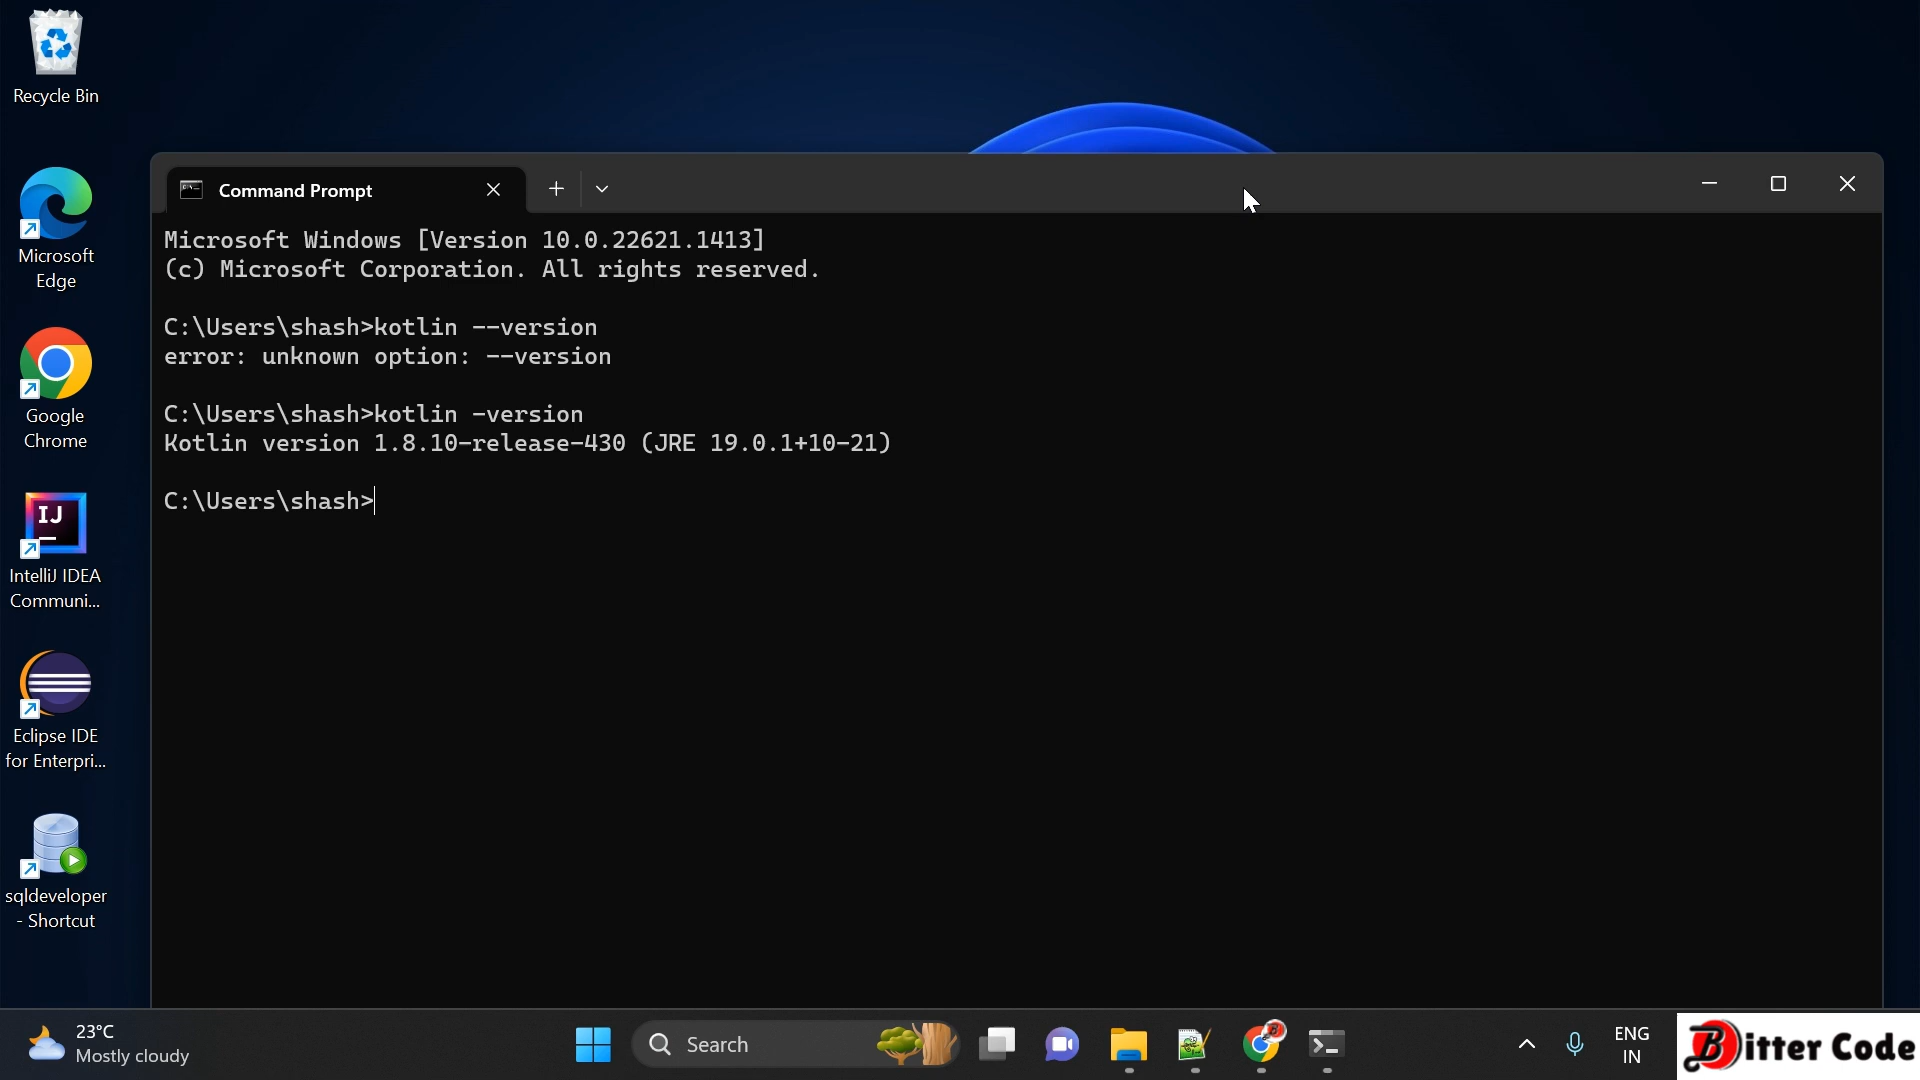 Recycle Bin
Microsoft
Edge
Google
Chrome
IntelliJ IDEA
Communi...
Eclipse IDE
for Enterpri...
sqldeveloper
- Shortcut
Command Prompt
Microsoft Windows [Version 10.0.22621.1413]
(c) Microsoft Corporation. All rights reserved.
C:\Users\shash>kotlin --version
error: unknown option: --version
C:\Users\shash>kotlin -version
Kotlin version 1.8.10-release-430 (JRE 19.0.1+10-21)
C:\Users\shash>
23°C
Mostly cloudy
Search
ENG
IN
Bitter Code
IJ